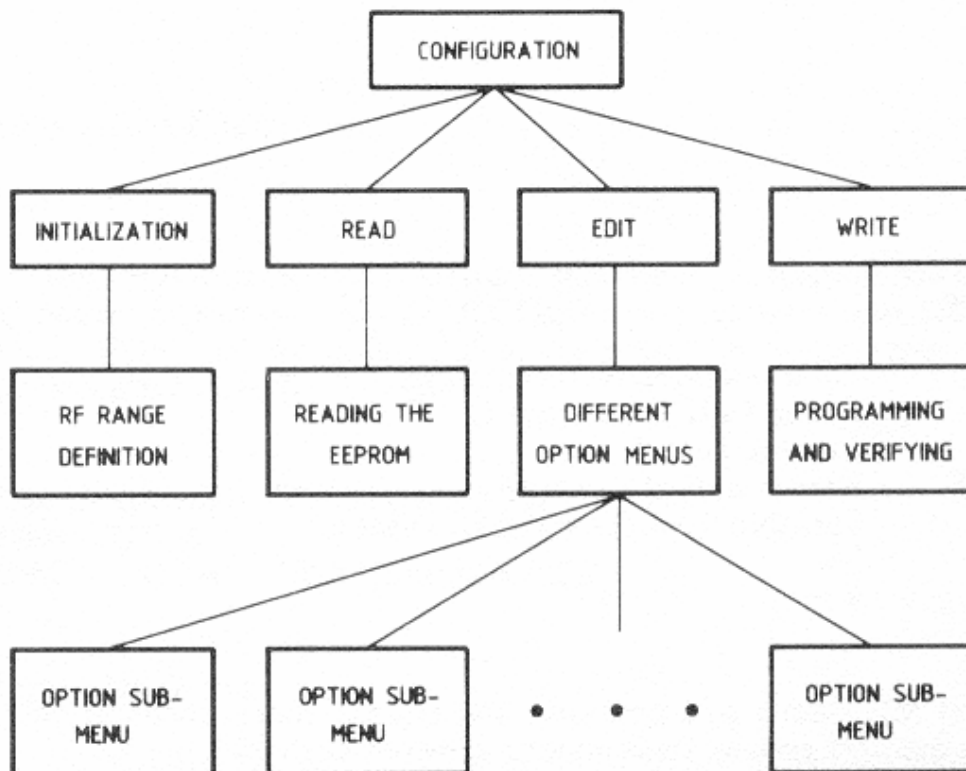 CONFIGURATION
INITIALIZATION
READ
EDIT
WRITE
RF RANGE
DEFINITION
READING THE
EEPROM
DIFFERENT
OPTION MENUS
PROGRAMMING
AND VERIFYING
OPTION SUB-
MENU
OPTION SUB-
MENU
• • •
OPTION SUB-
MENU